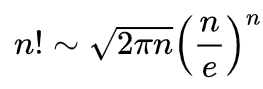 n! ∼ √(2πn) (n/e)^n